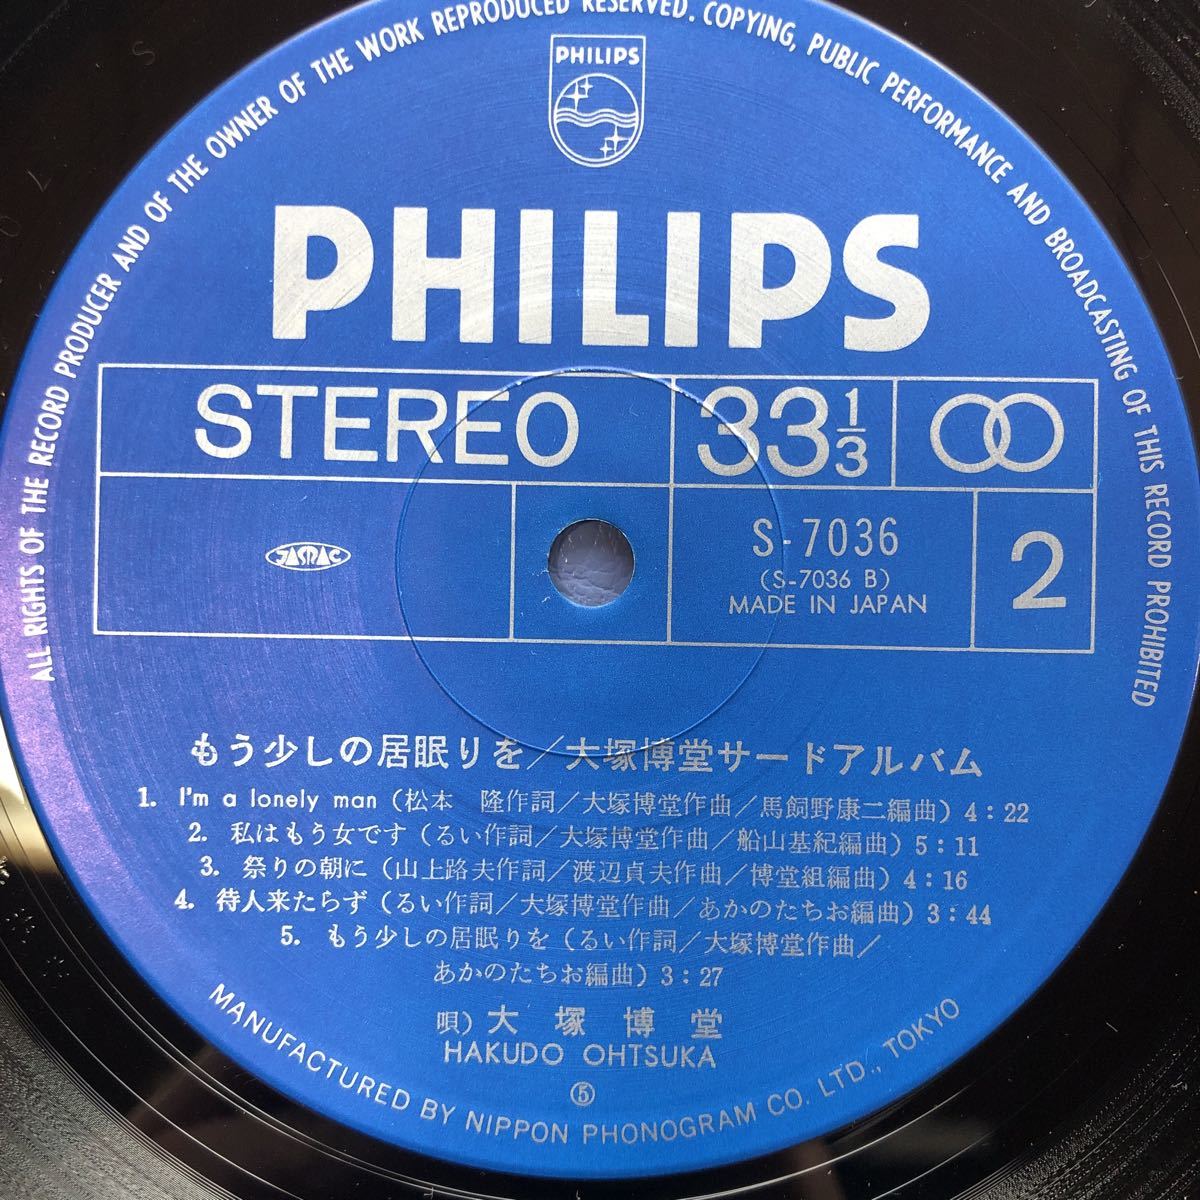 ALL RIGHTS OF THE RECORD PRODUCER AND OF THE OWNER OF THE WORK REPRODUCED RESERVED. COPYING, PUBLIC PERFORMANCE AND BROADCASTING OF THIS RECORD PROHIBITED
PHILIPS
PHILIPS
STEREO
33 1/3
JASRAC
S-7036
(S-7036 B)
MADE IN JAPAN
2
もう少しの居眠りを／大塚博堂サードアルバム
1. I'm a lonely man（松本 隆作詞／大塚博堂作曲／馬飼野康二編曲）4：22
2. 私はもう女です（るい作詞／大塚博堂作曲／船山基紀編曲）5：11
3. 祭りの朝に（山上路夫作詞／渡辺貞夫作曲／博堂組編曲）4：16
4. 待人来たらず（るい作詞／大塚博堂作曲／あかのたちお編曲）3：44
5. もう少しの居眠りを（るい作詞／大塚博堂作曲／
あかのたちお編曲）3：27
唄）大塚博堂
HAKUDO OHTSUKA
⑤
MANUFACTURED BY NIPPON PHONOGRAM CO. LTD., TOKYO